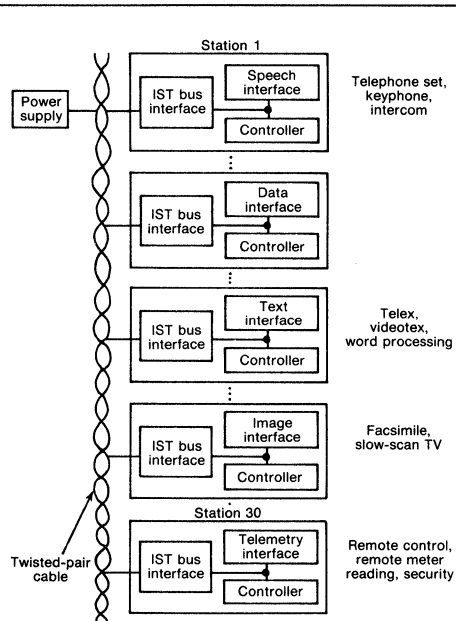 Station 1
Power
supply
IST bus
interface
Speech
interface
Controller
Telephone set,
keyphone,
intercom
IST bus
interface
Data
interface
Controller
IST bus
interface
Text
interface
Controller
Telex,
videotex,
word processing
IST bus
interface
Image
interface
Controller
Facsimile,
slow-scan TV
Station 30
Twisted-pair
cable
IST bus
interface
Telemetry
interface
Controller
Remote control,
remote meter
reading, security